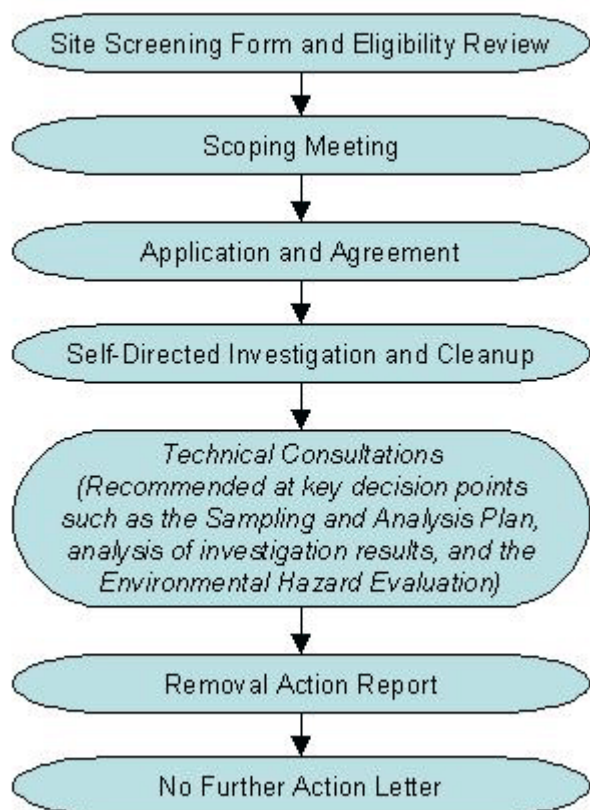 Site Screening Form and Eligibility Review
Scoping Meeting
Application and Agreement
Self-Directed Investigation and Cleanup
Technical Consultations
(Recommended at key decision points
such as the Sampling and Analysis Plan,
analysis of investigation results, and the
Environmental Hazard Evaluation)
Removal Action Report
No Further Action Letter